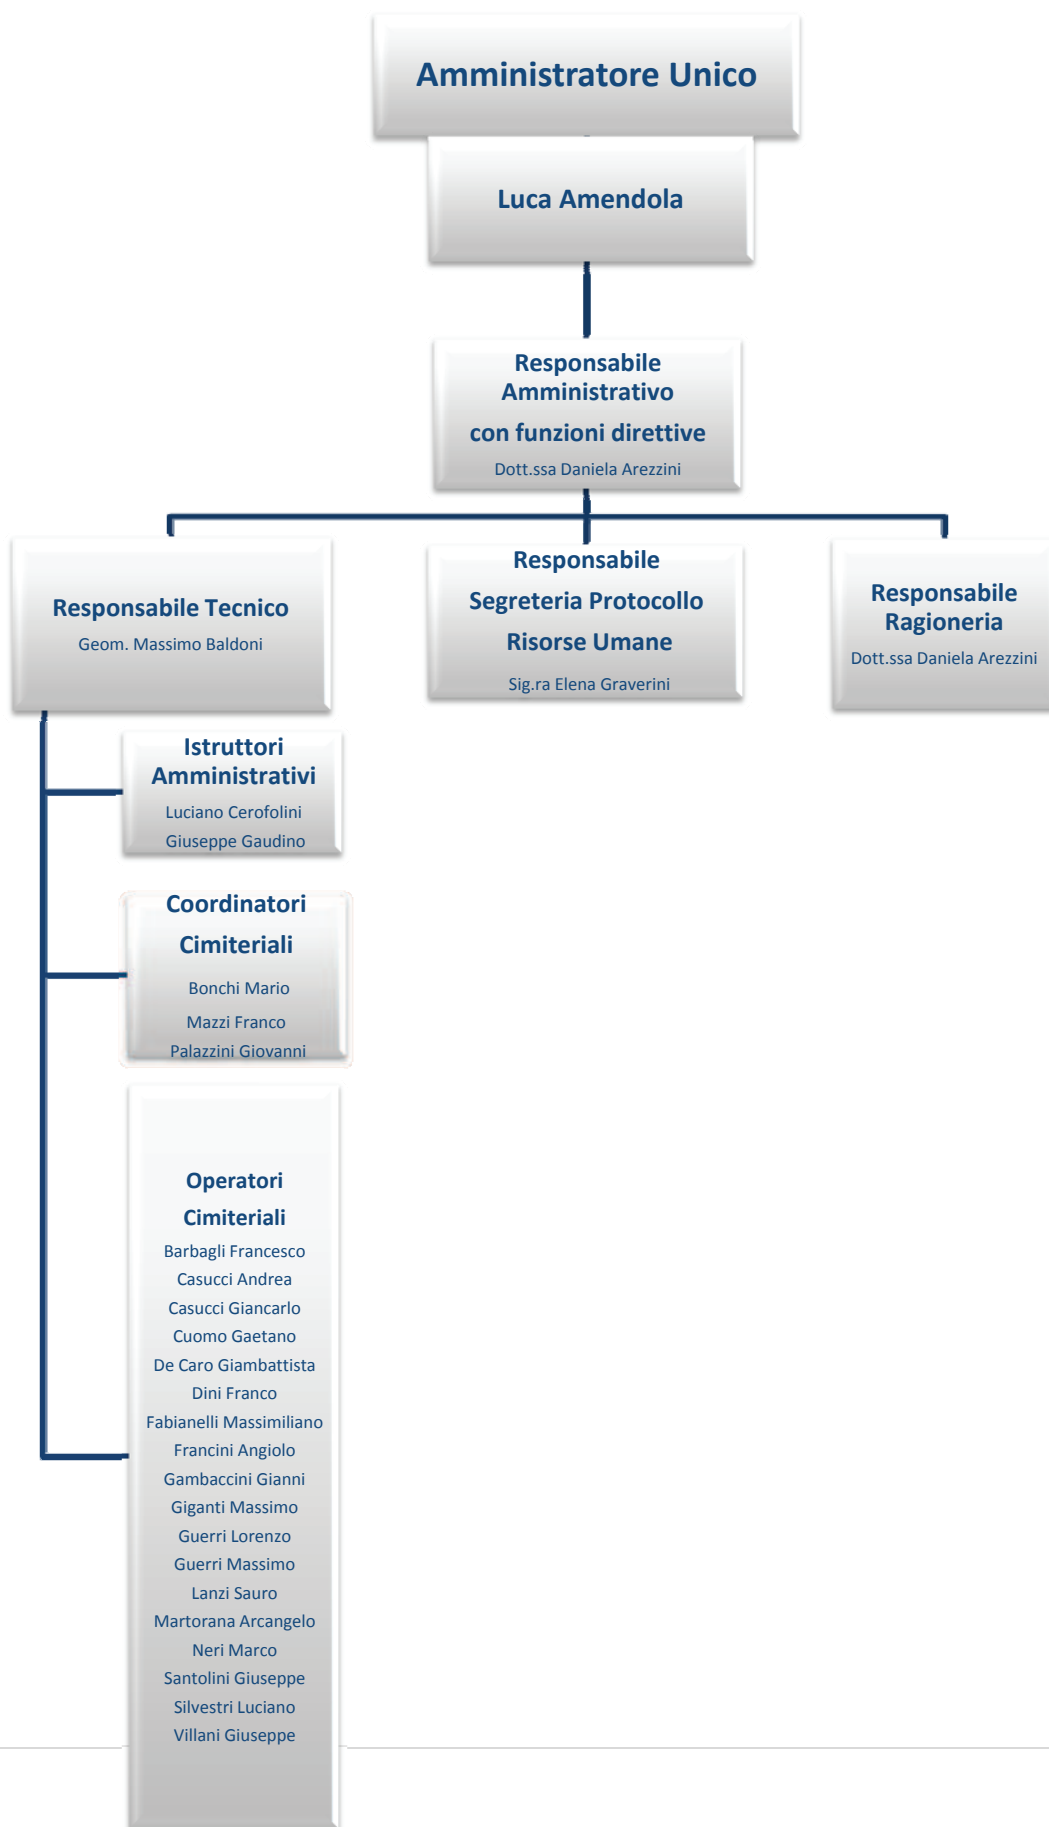 Amministratore Unico
Luca Amendola
Responsabile
Amministrativo
con funzioni direttive
Dott.ssa Daniela Arezzini
Responsabile Tecnico
Geom. Massimo Baldoni
Responsabile
Segreteria Protocollo
Risorse Umane
Sig.ra Elena Graverini
Responsabile
Ragioneria
Dott.ssa Daniela Arezzini
Istruttori
Amministrativi
Luciano Cerofolini
Giuseppe Gaudino
Coordinatori
Cimiteriali
Bonchi Mario
Mazzi Franco
Palazzini Giovanni
Operatori
Cimiteriali
Barbagli Francesco
Casucci Andrea
Casucci Giancarlo
Cuomo Gaetano
De Caro Giambattista
Dini Franco
Fabianelli Massimiliano
Francini Angiolo
Gambaccini Gianni
Giganti Massimo
Guerri Lorenzo
Guerri Massimo
Lanzi Sauro
Martorana Arcangelo
Neri Marco
Santolini Giuseppe
Silvestri Luciano
Villani Giuseppe